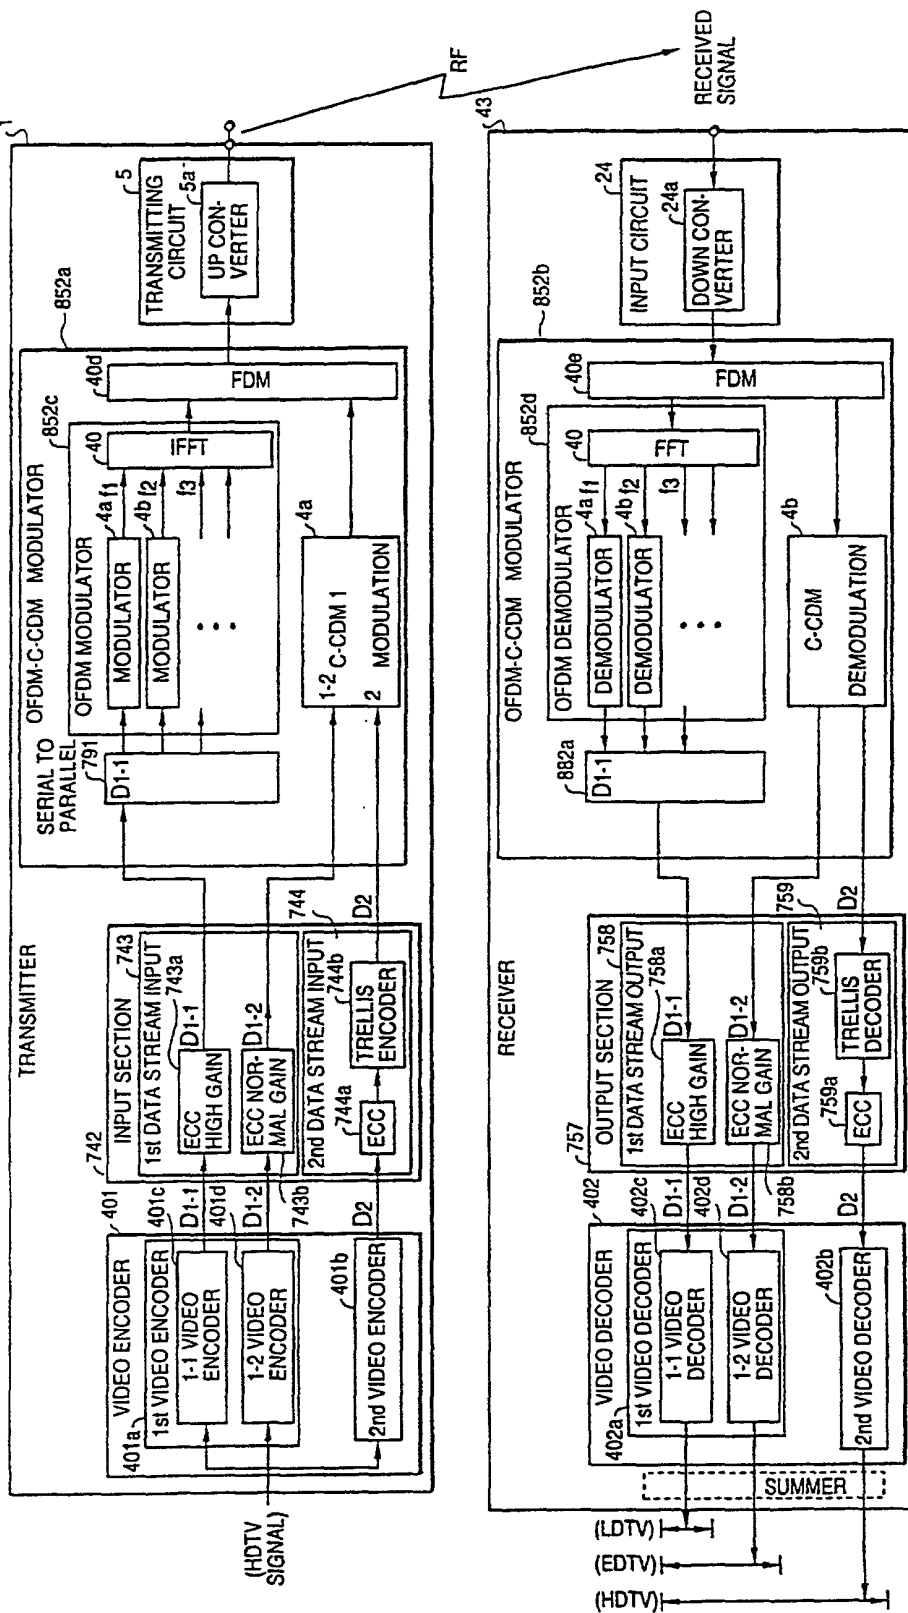 TRANSMITTER
1
(HDTV
SIGNAL)
VIDEO ENCODER
401
401a
1st VIDEO ENCODER
401c
1-1 VIDEO
ENCODER
D1-1
401d
1-2 VIDEO
ENCODER
D1-2
401b
2nd VIDEO ENCODER
D2
742
INPUT SECTION
743
1st DATA STREAM INPUT
743a
ECC
HIGH GAIN
D1-1
ECC NOR-
MAL GAIN
D1-2
743b
744
2nd DATA STREAM INPUT
744a
ECC
744b
TRELLIS
ENCODER
D2
OFDM-C-CDM MODULATOR
852a
SERIAL TO
PARALLEL
791
D1-1
OFDM MODULATOR
852c
MODULATOR
4a
f1
MODULATOR
4b
f2
f3
• • •
40
IFFT
40d
FDM
4a
1-2
C-CDM 1
2
MODULATION
TRANSMITTING
CIRCUIT
5
5a
UP CON-
VERTER
RF
RECEIVED
SIGNAL
RECEIVER
43
INPUT CIRCUIT
24
24a
DOWN CON-
VERTER
OFDM-C-CDM MODULATOR
852b
40e
FDM
OFDM DEMODULATOR
852d
40
FFT
DEMODULATOR
4a
f1
DEMODULATOR
4b
f2
f3
• • •
882a
D1-1
4b
C-CDM
DEMODULATION
757
OUTPUT SECTION
758
1st DATA STREAM OUTPUT
758a
ECC
HIGH GAIN
D1-1
ECC NOR-
MAL GAIN
D1-2
758b
759
2nd DATA STREAM OUTPUT
759a
ECC
759b
TRELLIS
DECODER
D2
VIDEO DECODER
402
402a
1st VIDEO DECODER
402c
1-1 VIDEO
DECODER
D1-1
402d
1-2 VIDEO
DECODER
D1-2
402b
2nd VIDEO DECODER
D2
SUMMER
(LDTV)
(EDTV)
(HDTV)